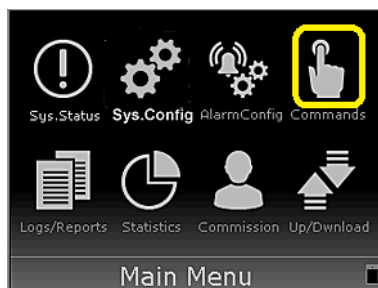 Sys.Status Sys.Config AlarmConfig Commands
Logs/Reports Statistics Commission Up/Dwnload
Main Menu